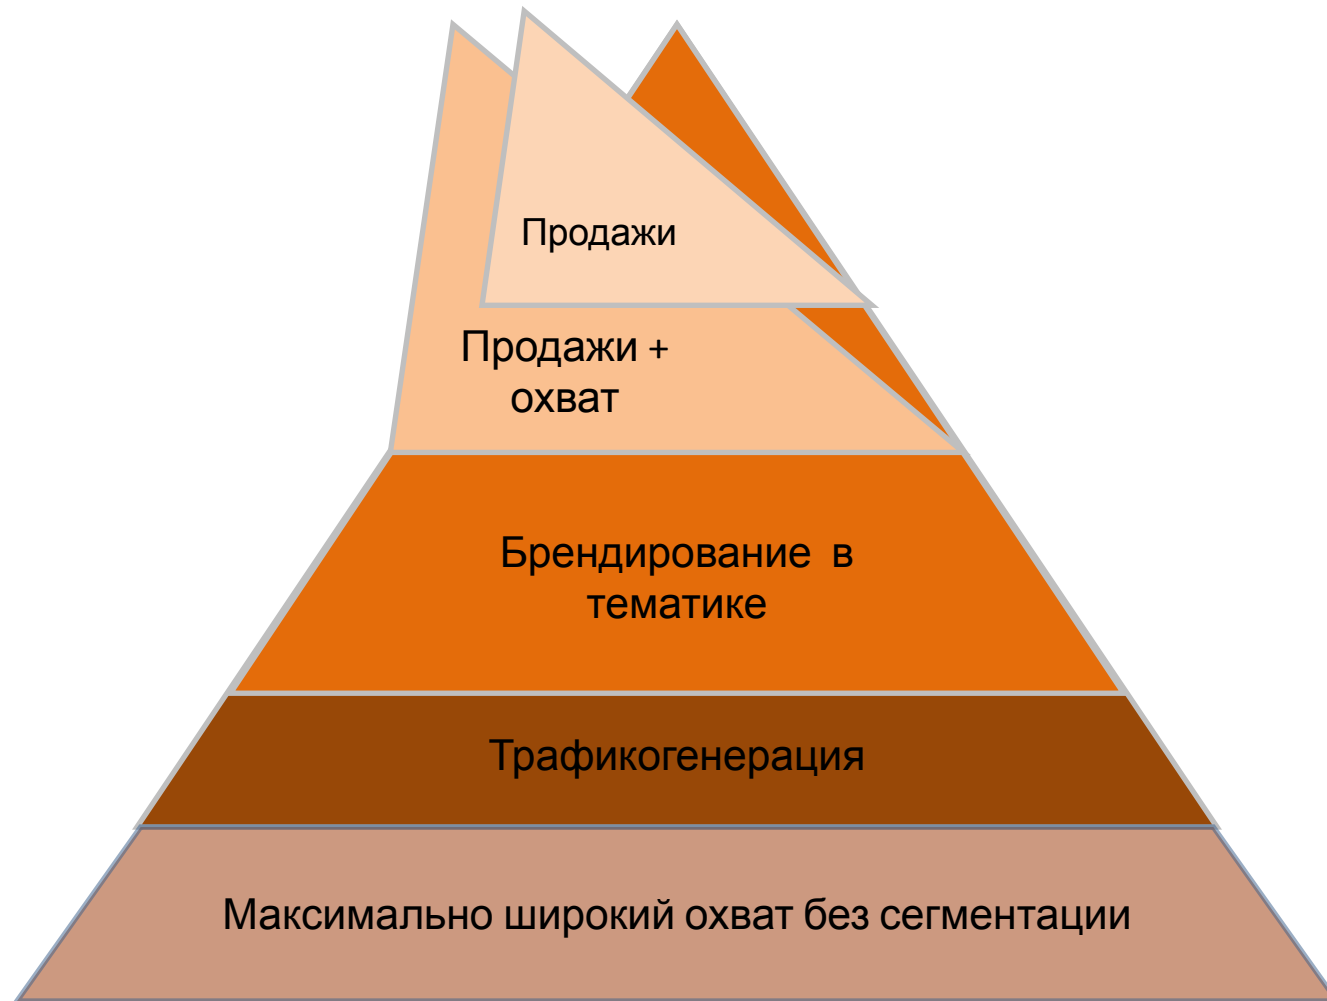 Продажи
Продажи +
охват
Брендирование в
тематике
Трафикогенерация
Максимально широкий охват без сегментации